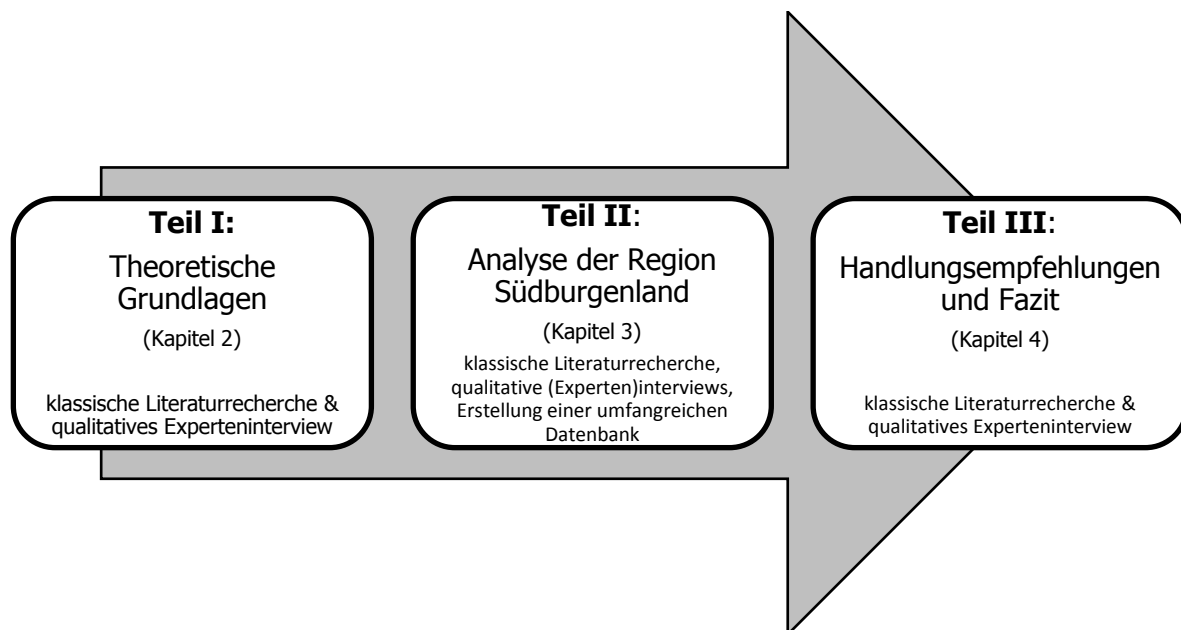 Teil I:
Theoretische
Grundlagen
(Kapitel 2)
klassische Literaturrecherche &
qualitatives Experteninterview
Teil II:
Analyse der Region
Südburgenland
(Kapitel 3)
klassische Literaturrecherche,
qualitative (Experten)interviews,
Erstellung einer umfangreichen
Datenbank
Teil III:
Handlungsempfehlungen
und Fazit
(Kapitel 4)
klassische Literaturrecherche &
qualitatives Experteninterview